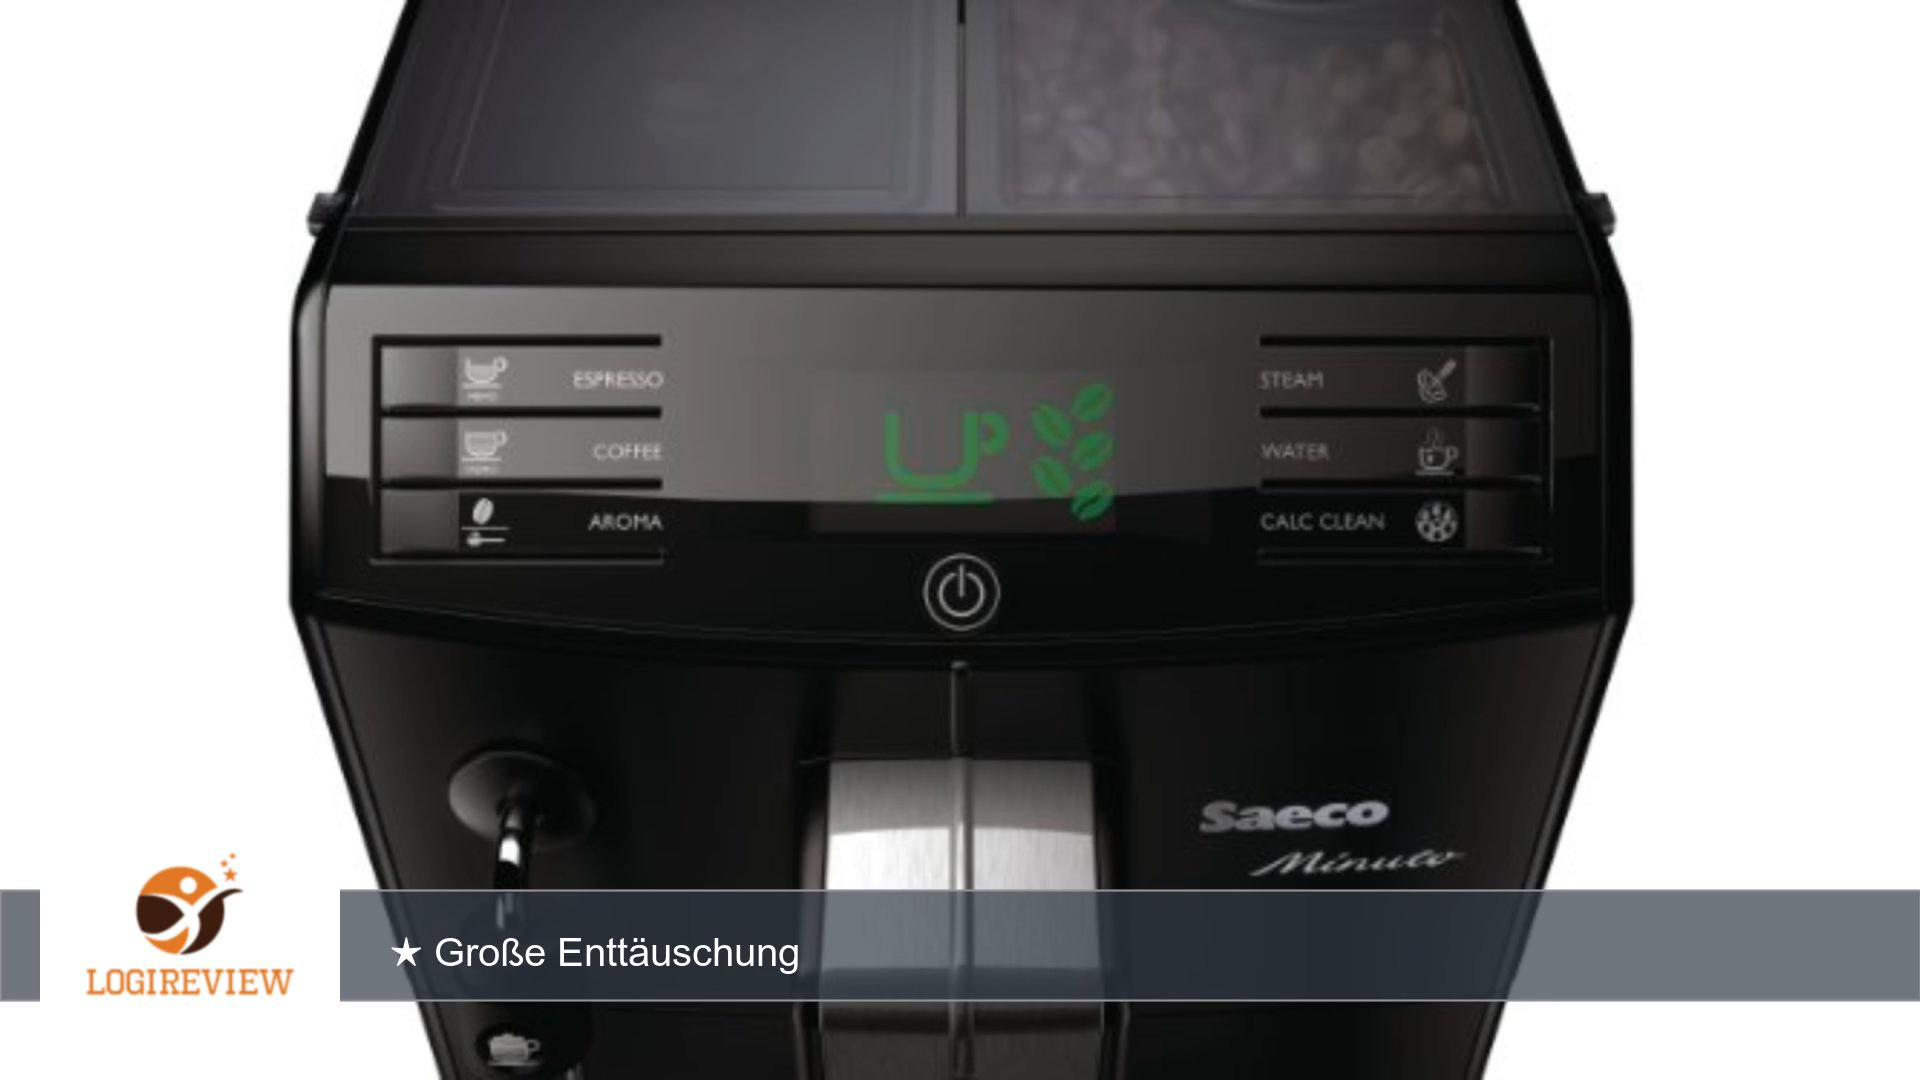 ESPRESSO
STEAM
COFFEE
WATER
AROMA
CALC CLEAN
Saeco
Minuto
★ Große Enttäuschung
LOGIREVIEW